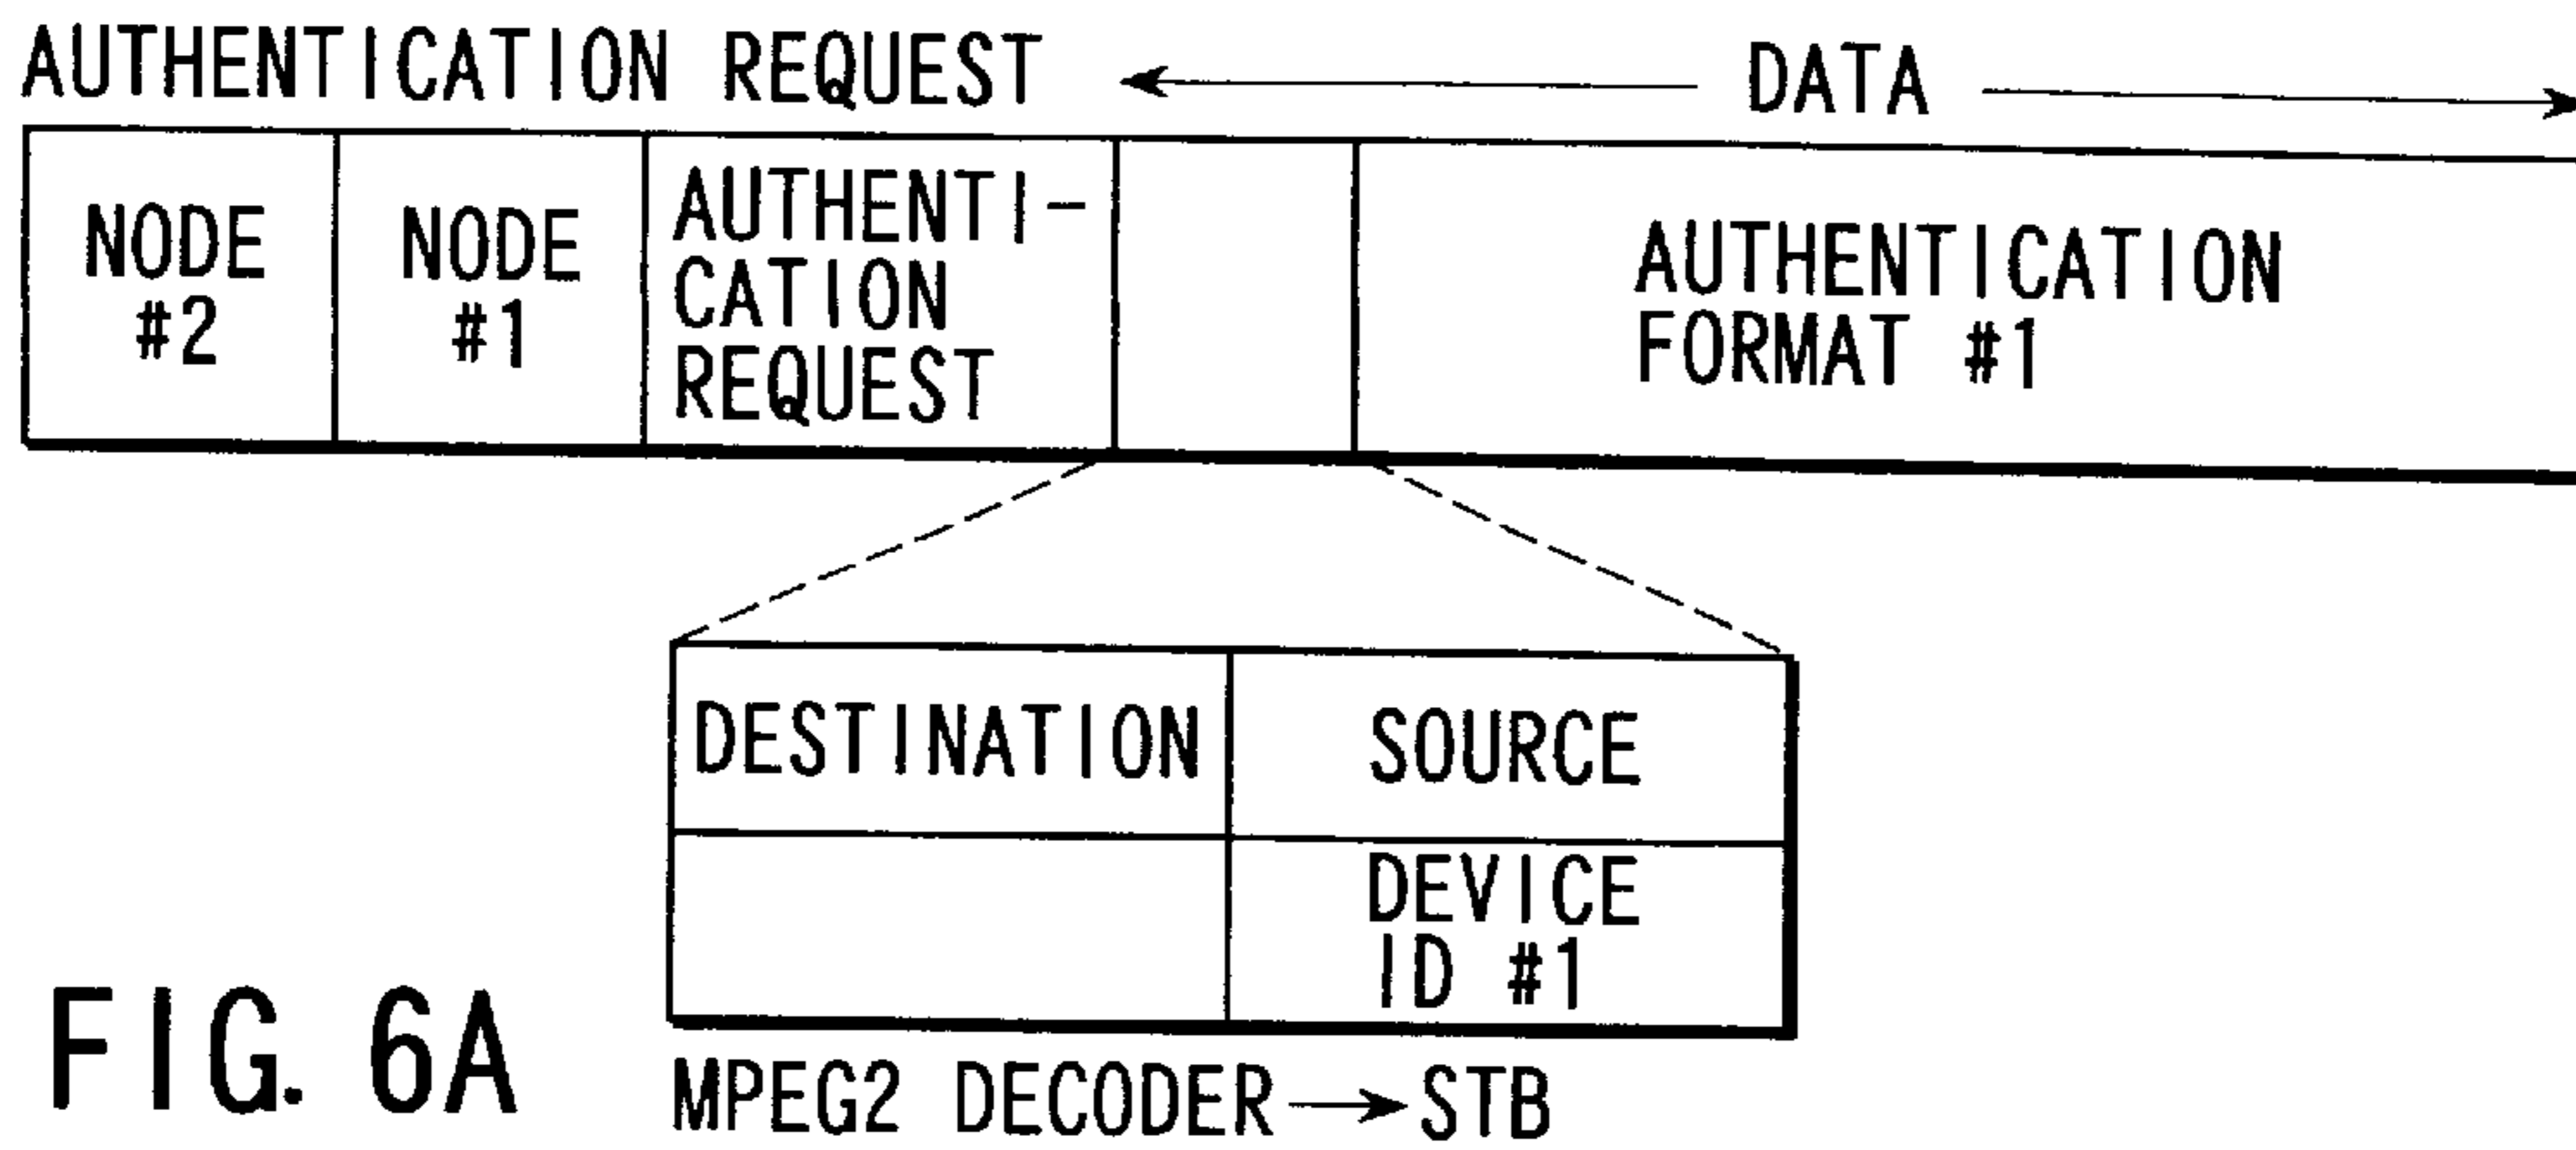 AUTHENTICATION REQUEST
DATA
NODE
#2
NODE
#1
AUTHENTI-
CATION
REQUEST
AUTHENTICATION
FORMAT #1
DESTINATION
SOURCE
DEVICE
ID #1
FIG. 6A
MPEG2 DECODER→STB